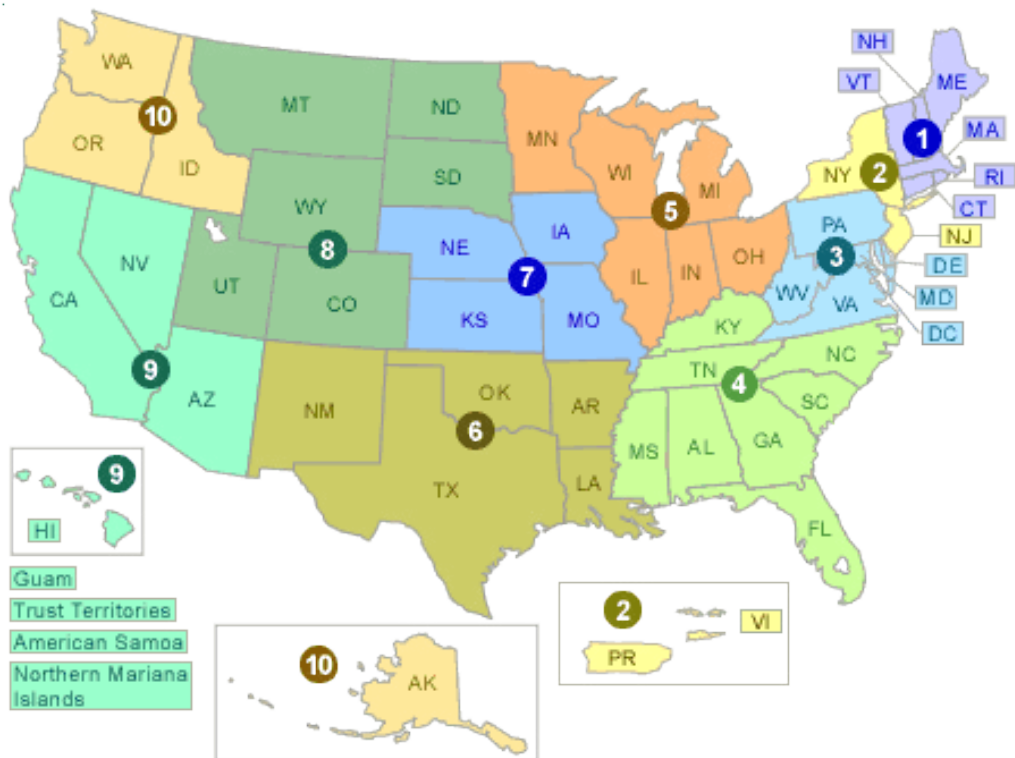 NH
WA
VT
ME
MT
ND
10
MN
MA
OR
1
WI
ID
NY
2
RI
SD
MI
WY
5
CT
PA
IA
NJ
8
NE
3
OH
NV
7
DE
IL
IN
UT
WV
CA
CO
VA
MD
KS
MO
KY
DC
NC
9
TN
4
AZ
OK
AR
SC
NM
6
GA
MS
AL
9
TX
LA
HI
FL
Guam
Trust Territories
2
VI
American Samoa
PR
10
Northern Mariana
Islands
AK